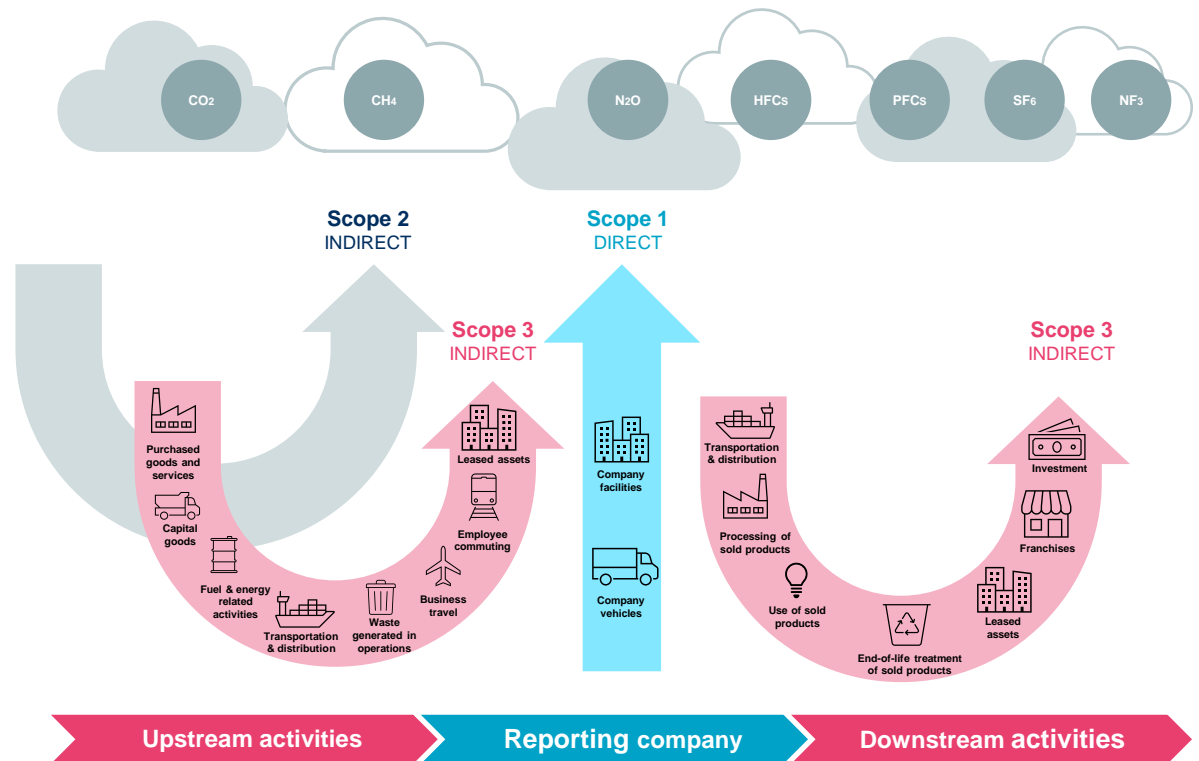 CO2
CH4
N2O
HFCS
PFCS
SF6
NF3
Scope 2
INDIRECT
Scope 1
DIRECT
Scope 3
INDIRECT
Scope 3
INDIRECT
Purchased
goods and
services
Capital
goods
Fuel & energy
related
activities
Transportation
& distribution
Waste
generated in
operations
Business
travel
Employee
commuting
Leased assets
Company
facilities
Company
vehicles
Transportation
& distribution
Processing of
sold products
Use of sold
products
End-of-life treatment
of sold products
Leased
assets
Franchises
Investment
Upstream activities
Reporting company
Downstream activities